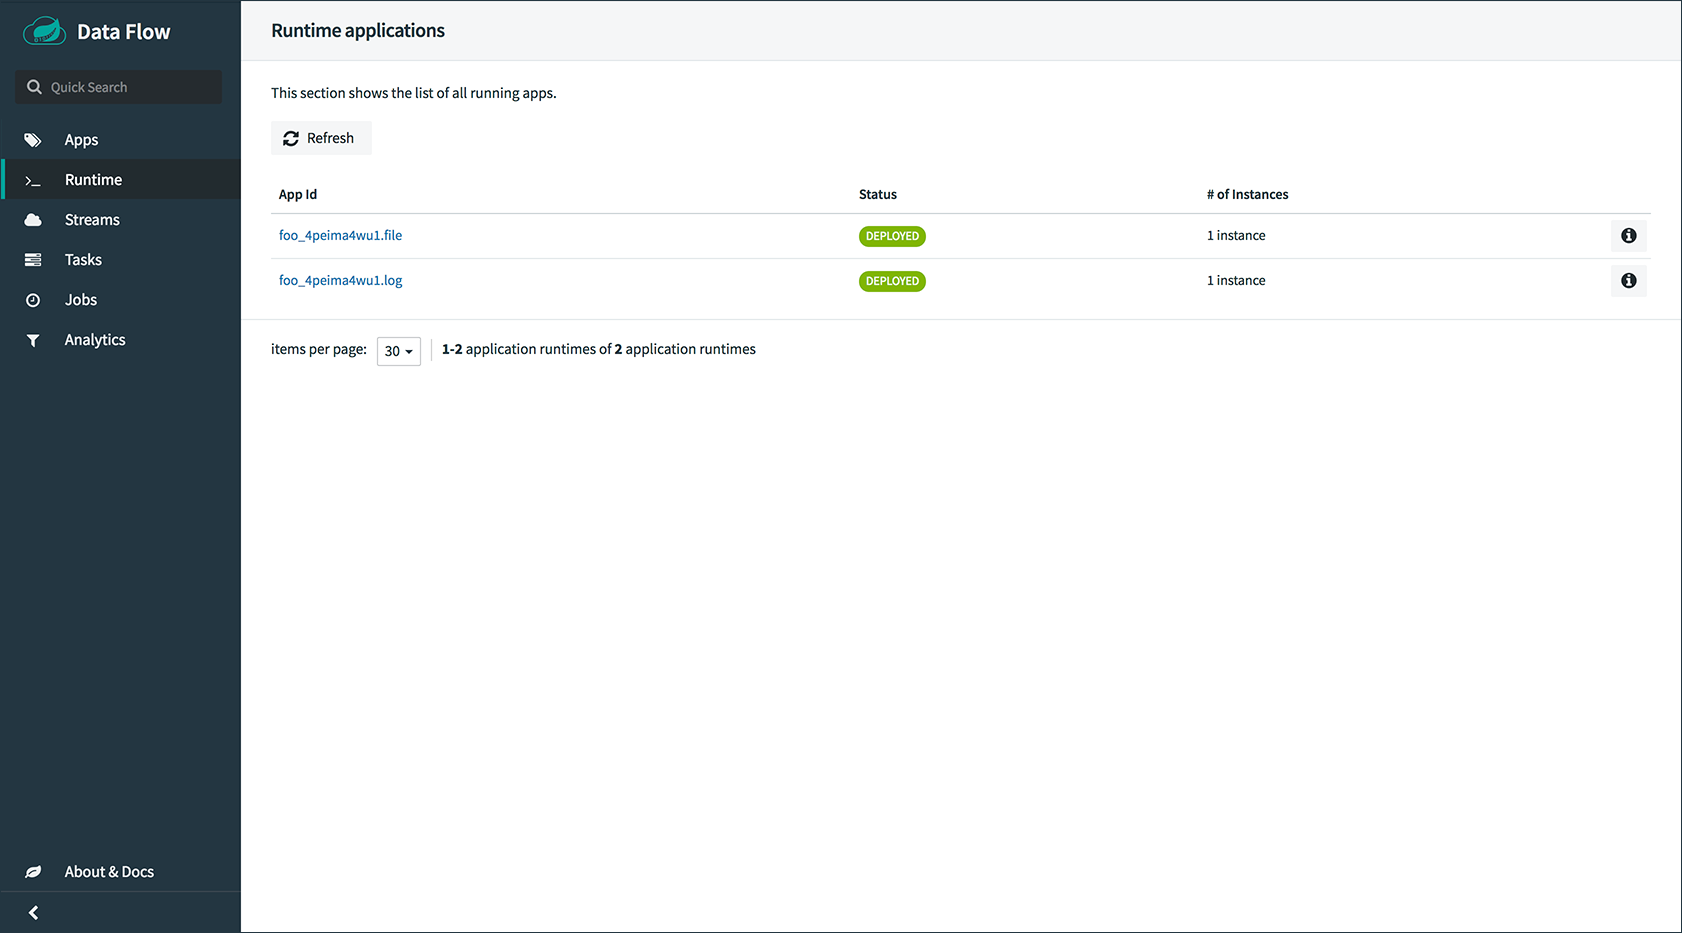 Data Flow
Quick Search
Apps
Runtime
Streams
Tasks
Jobs
Analytics
About & Docs
Runtime applications
This section shows the list of all running apps.
Refresh
App Id Status # of Instances
foo_4peima4wu1.file DEPLOYED 1 instance
foo_4peima4wu1.log DEPLOYED 1 instance
items per page: 30 1-2 application runtimes of 2 application runtimes